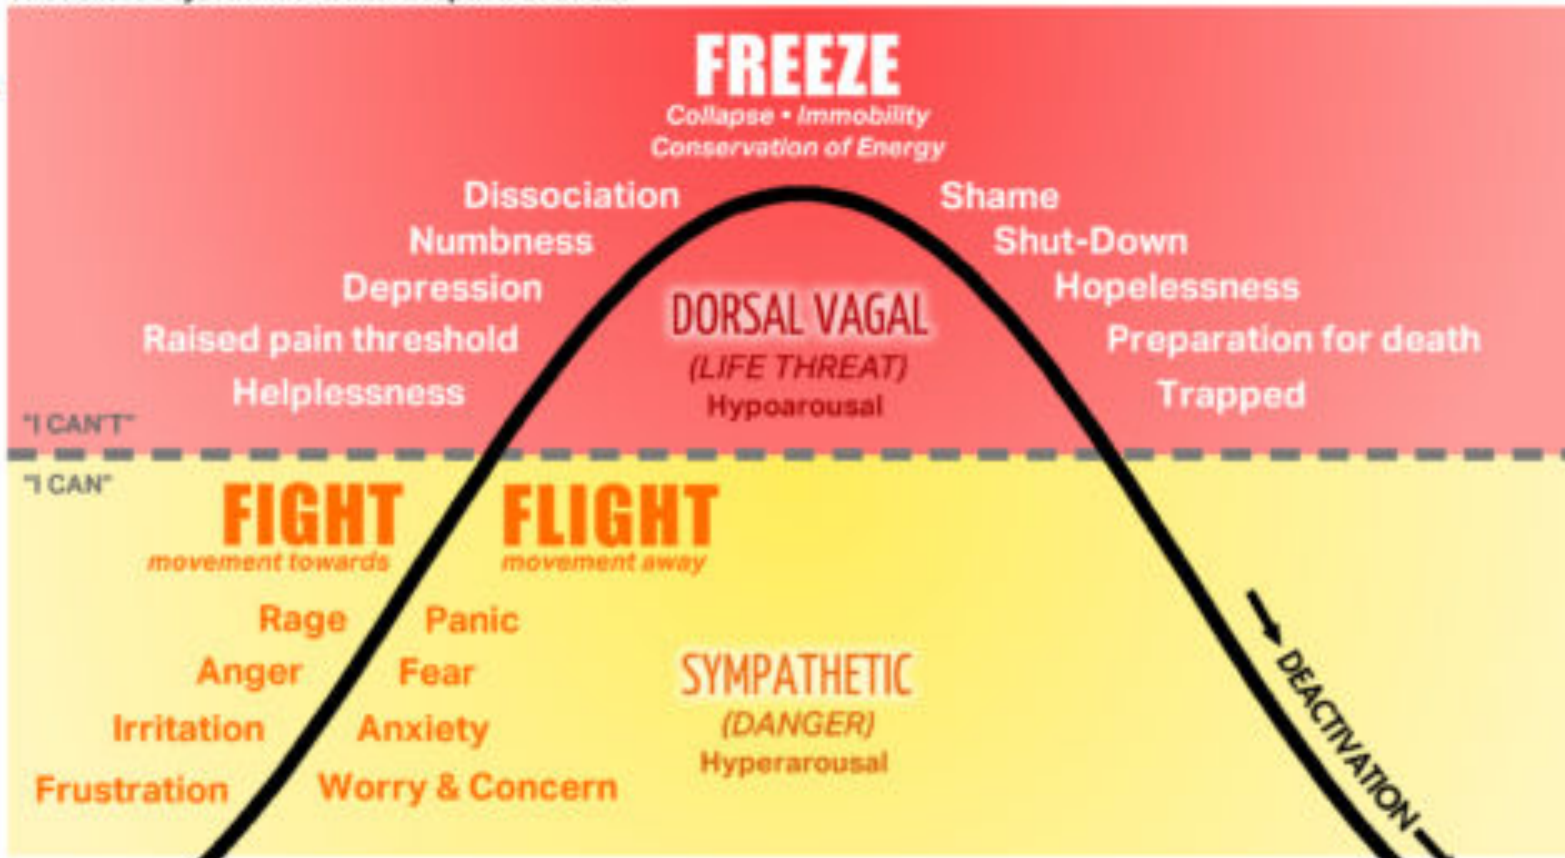 FREEZE
Collapse • Immobility
Conservation of Energy
Dissociation
Numbness
Depression
Raised pain threshold
Helplessness
Shame
Shut-Down
Hopelessness
Preparation for death
Trapped
DORSAL VAGAL
(LIFE THREAT)
Hypoarousal
"I CAN'T"
"I CAN"
FIGHT
movement towards
FLIGHT
movement away
Rage
Anger
Irritation
Frustration
Panic
Fear
Anxiety
Worry & Concern
SYMPATHETIC
(DANGER)
Hyperarousal
DEACTIVATION